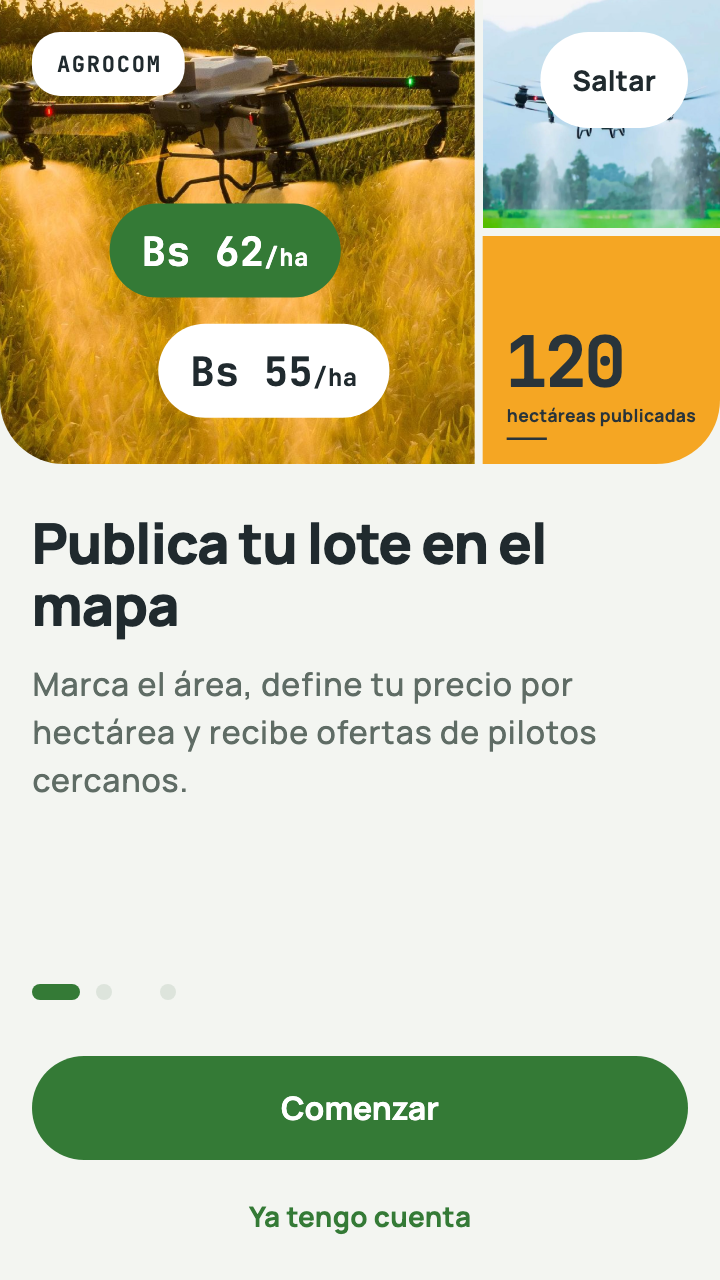 AGROCOM
Saltar
Bs 62/ha
Bs 55/ha
120
hectáreas publicadas
Publica tu lote en el
mapa
Marca el área, define tu precio por
hectárea y recibe ofertas de pilotos
cercanos.
Comenzar
Ya tengo cuenta